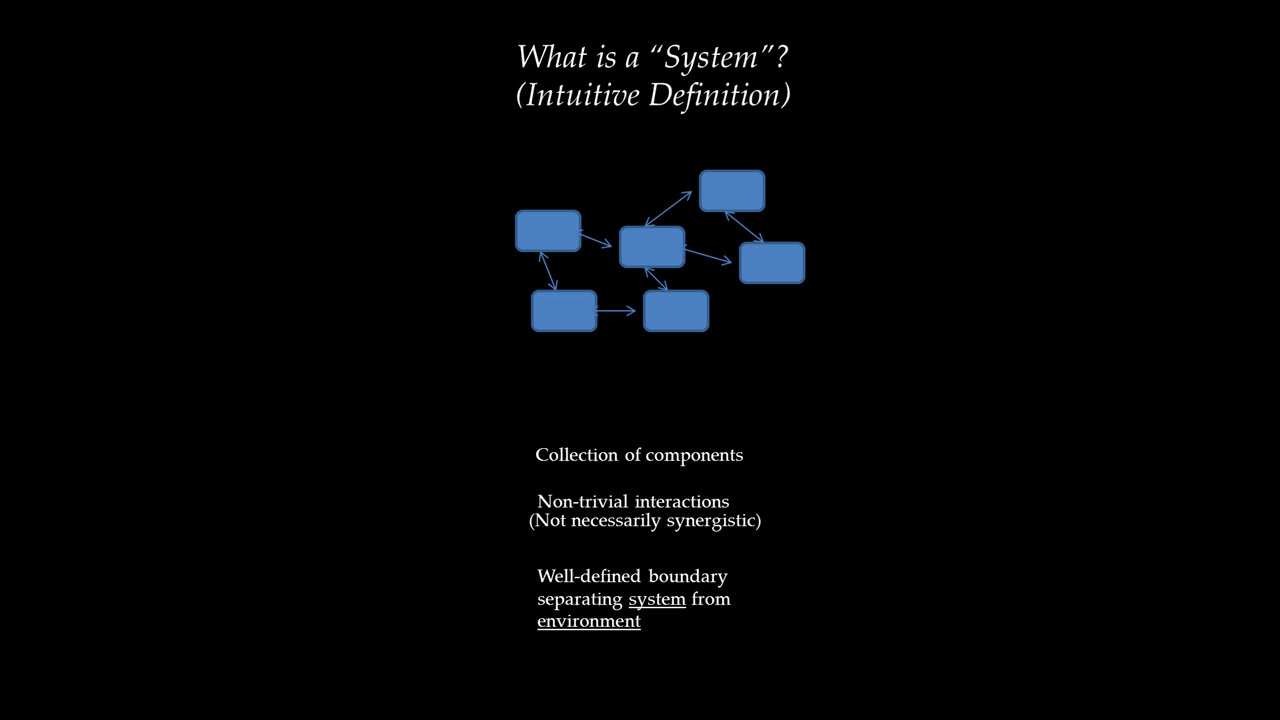 What is a “System”?
(Intuitive Definition)
Collection of components
Non-trivial interactions
(Not necessarily synergistic)
Well-defined boundary
separating system from
environment